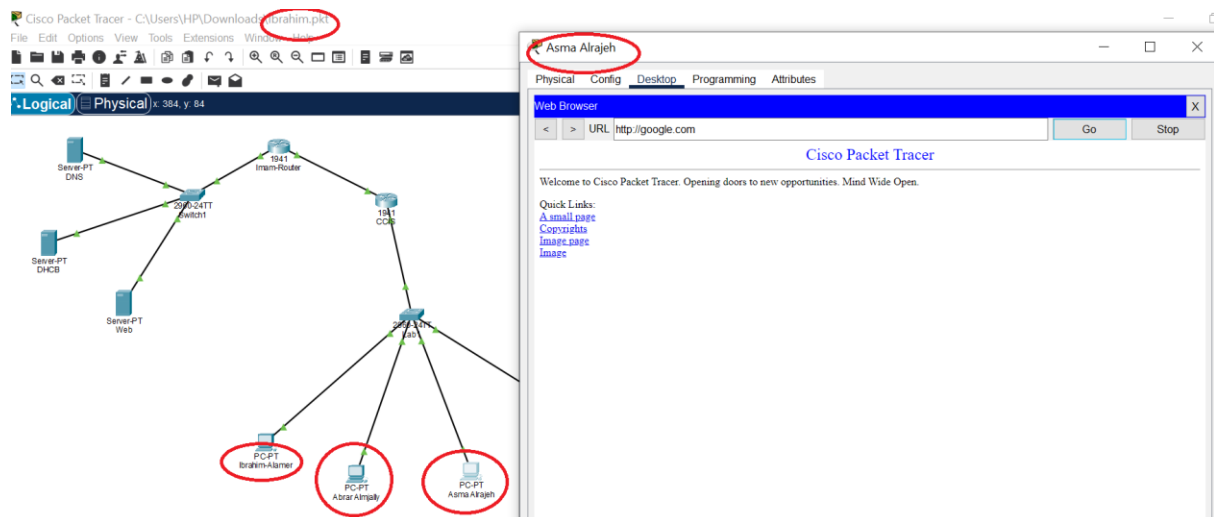 Cisco Packet Tracer - C:\Users\HP\Downloads\Ibrahim.pkt
File Edit Options View Tools Extensions Window Help
Logical Physical x: 384, y: 84
Server-PT
DNS
1941
Imam-Router
2960-24TT
Switch1
1941
CCIS
Server-PT
DHCB
Server-PT
Web
2960-24TT
Lab1
PC-PT
Ibrahim-Alamer
PC-PT
Abrar Almjally
PC-PT
Asma Alrajeh
Asma Alrajeh
Physical Config Desktop Programming Attributes
Web Browser X
< > URL http://google.com Go Stop
Cisco Packet Tracer
Welcome to Cisco Packet Tracer. Opening doors to new opportunities. Mind Wide Open.
Quick Links:
A small page
Copyrights
Image page
Image